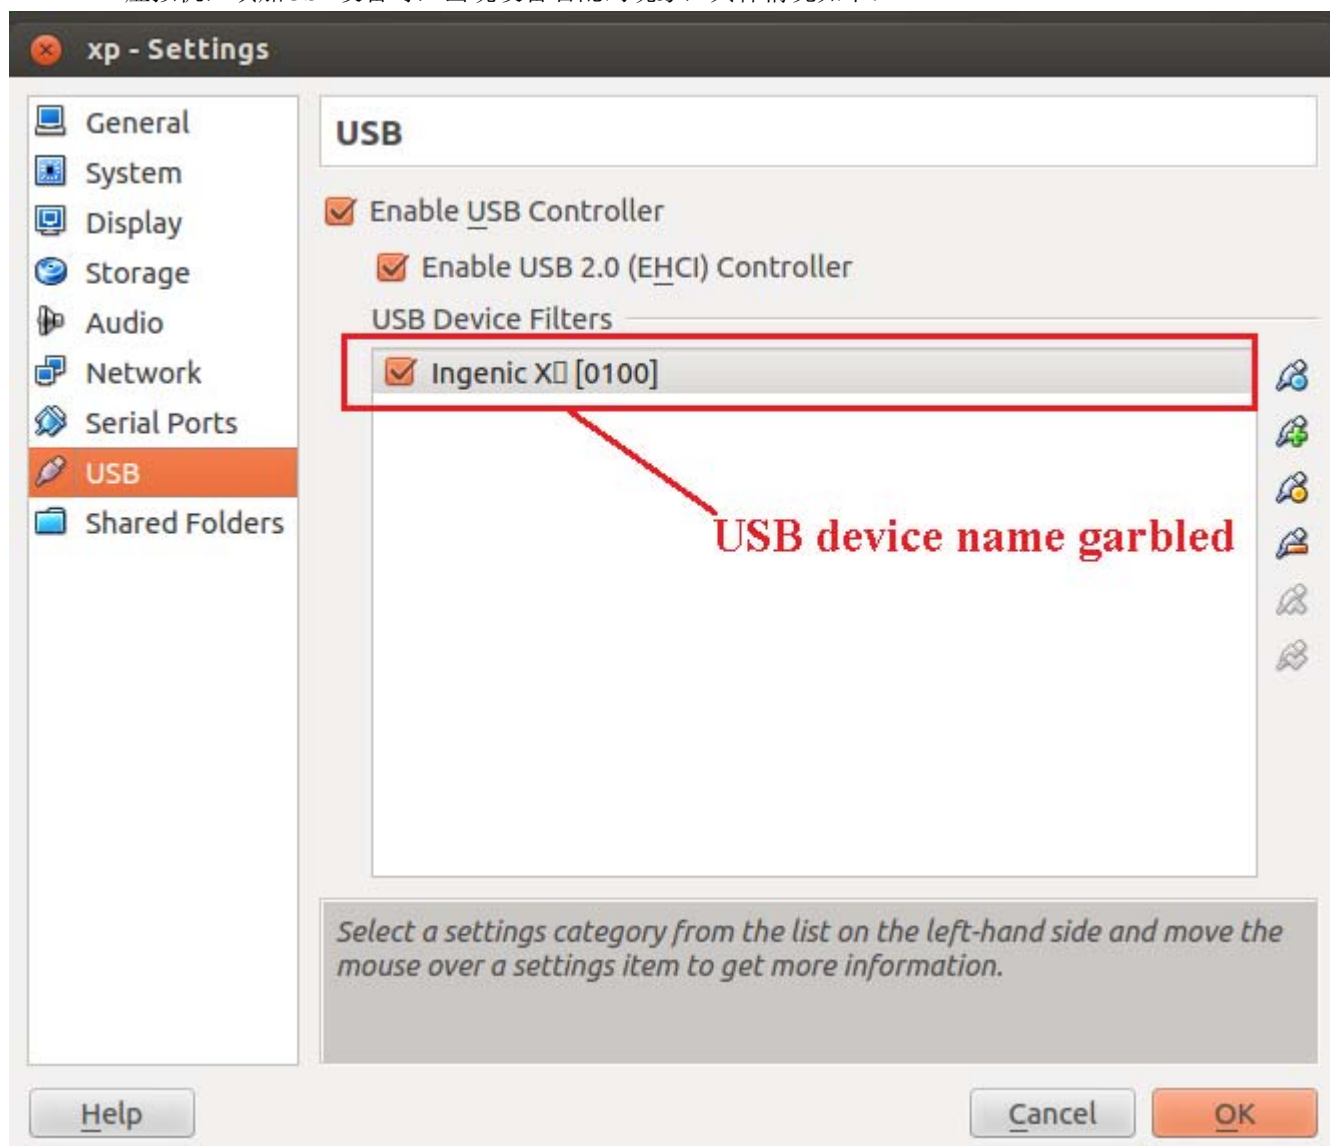 xp - Settings
General
System
Display
Storage
Audio
Network
Serial Ports
USB
Shared Folders
USB
Enable USB Controller
Enable USB 2.0 (EHCI) Controller
USB Device Filters
Ingenic X▯ [0100]
USB device name garbled
Select a settings category from the list on the left-hand side and move the
mouse over a settings item to get more information.
Help
Cancel
OK